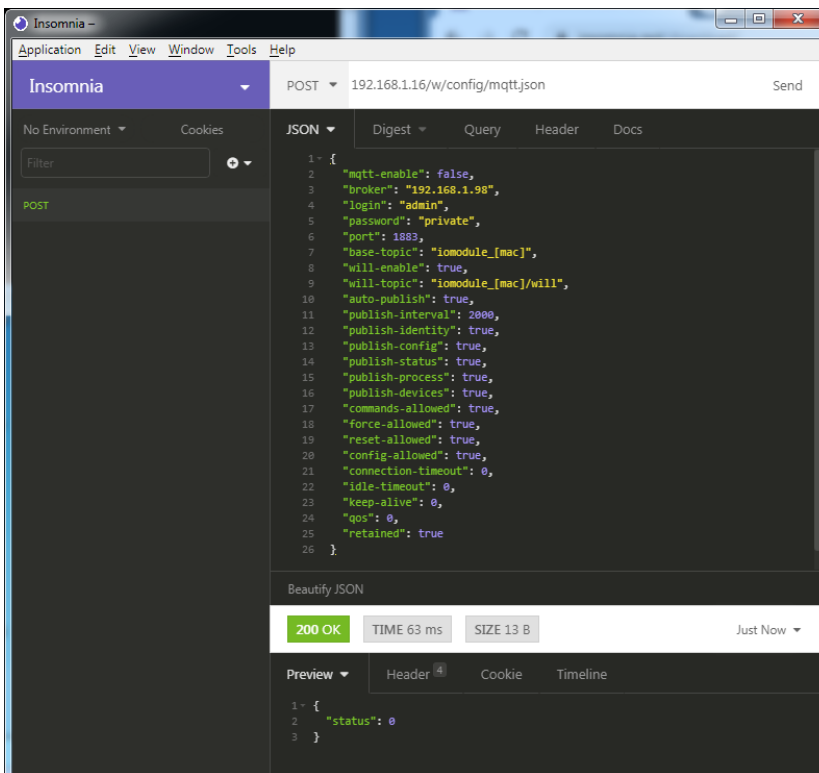 Insomnia –
Application Edit View Window Tools Help
Insomnia
POST 192.168.1.16/w/config/mqtt.json Send
No Environment Cookies
JSON Digest Query Header Docs
Filter
POST
1 {
2 "mqtt-enable": false,
3 "broker": "192.168.1.98",
4 "login": "admin",
5 "password": "private",
6 "port": 1883,
7 "base-topic": "iomodule_[mac]",
8 "will-enable": true,
9 "will-topic": "iomodule_[mac]/will",
10 "auto-publish": true,
11 "publish-interval": 2000,
12 "publish-identity": true,
13 "publish-config": true,
14 "publish-status": true,
15 "publish-process": true,
16 "publish-devices": true,
17 "commands-allowed": true,
18 "force-allowed": true,
19 "reset-allowed": true,
20 "config-allowed": true,
21 "connection-timeout": 0,
22 "idle-timeout": 0,
23 "keep-alive": 0,
24 "qos": 0,
25 "retained": true
26 }
Beautify JSON
200 OK TIME 63 ms SIZE 13 B Just Now
Preview Header 4 Cookie Timeline
1 {
2 "status": 0
3 }